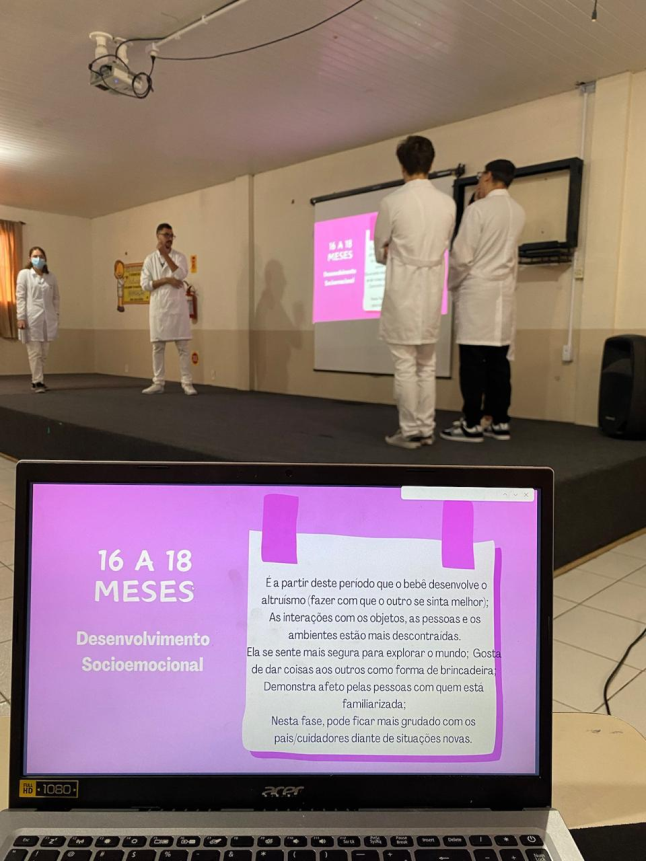 16 A 18
MESES
Desenvolvimento
Socioemocional
16 A 18
MESES
Desenvolvimento
Socioemocional
É a partir deste período que o bebê desenvolve o
altruísmo (fazer com que o outro se sinta melhor);
As interações com os objetos, as pessoas e os
ambientes estão mais descontraídas.
Ela se sente mais segura para explorar o mundo; Gosta
de dar coisas aos outros como forma de brincadeira;
Demonstra afeto pelas pessoas com quem está
familiarizada;
Nesta fase, pode ficar mais grudado com os
pais/cuidadores diante de situações novas.
FULL HD 1080
acer